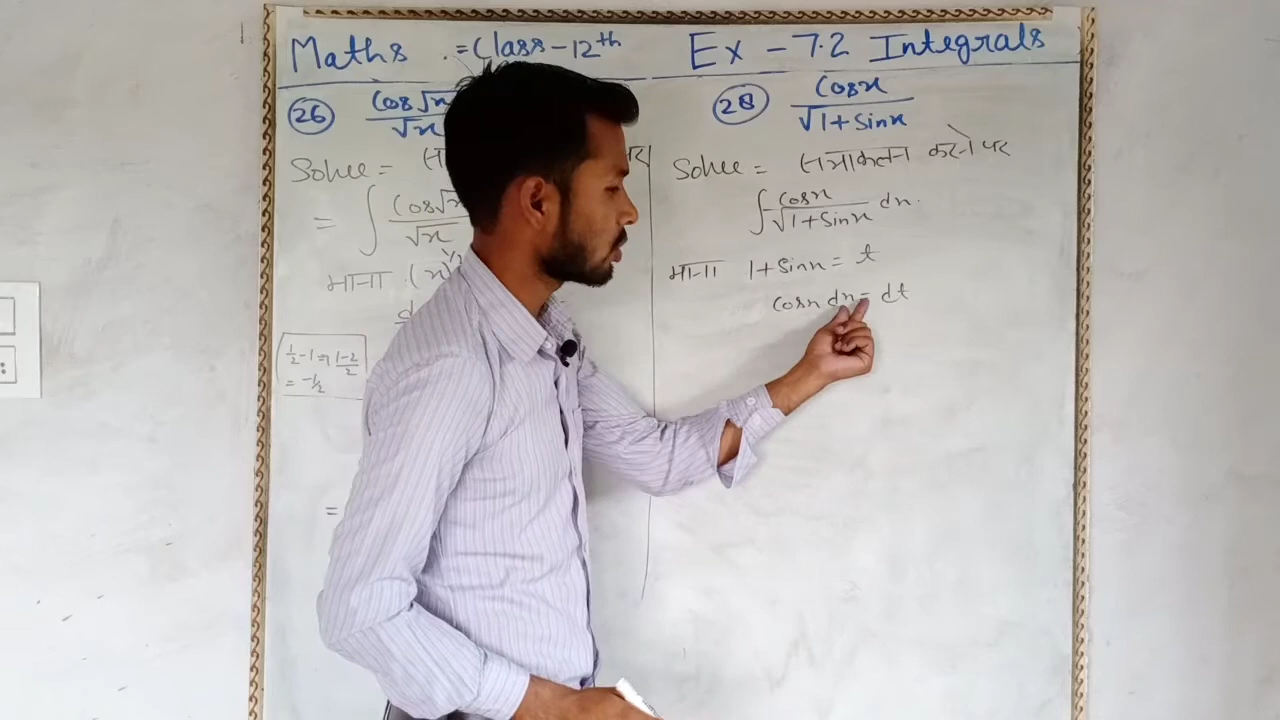 Maths = Class - 12th Ex - 7.2 Integrals
26 Cos√x / √x
Solve =
= ∫ Cos√x / √x
माना (x)
1/2 - 1 ⇒ 1-2/2
= -1/2
=
28 Cosx / √1+Sinx
Solve = समाकलन करने पर
∫ Cosx / √1+Sinx dx.
माना 1+Sinx = t
Cosx dx = dt